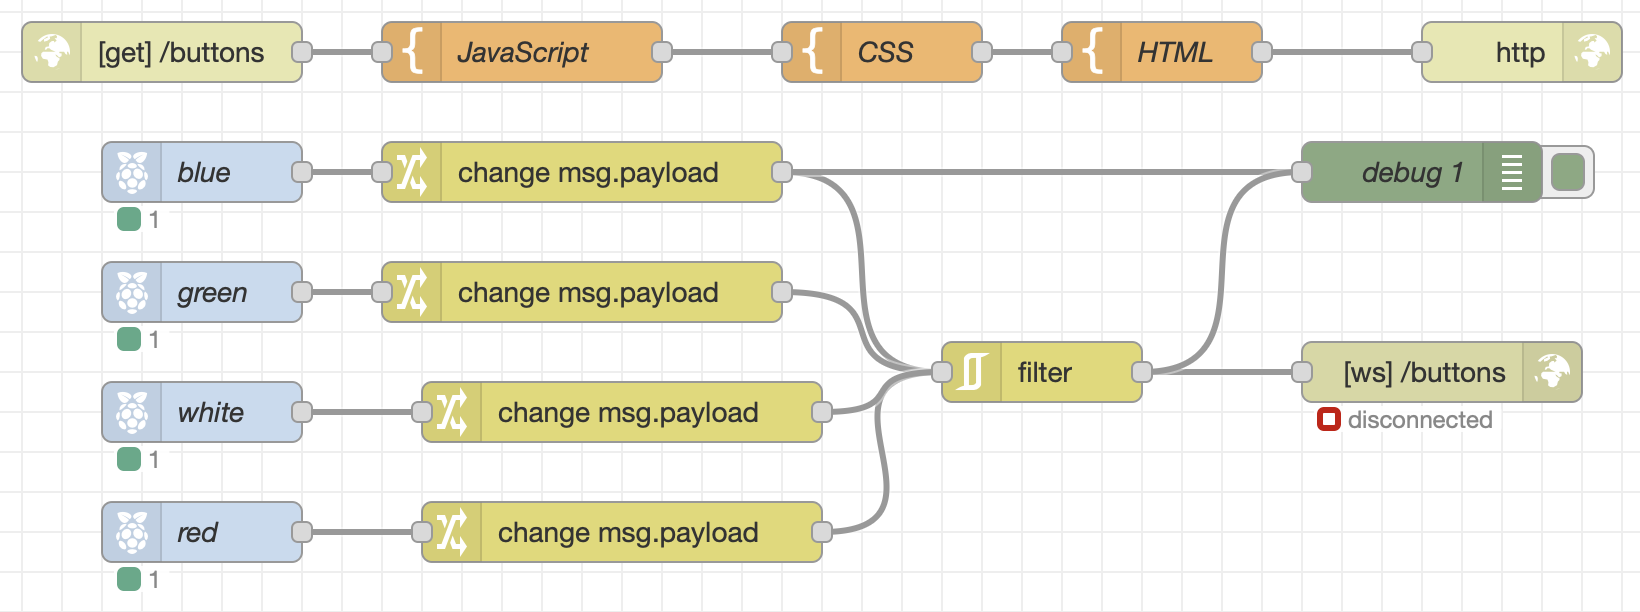 [get] /buttons
JavaScript
CSS
HTML
http
blue
change msg.payload
debug 1
1
green
change msg.payload
1
filter
[ws] /buttons
disconnected
white
change msg.payload
1
red
change msg.payload
1